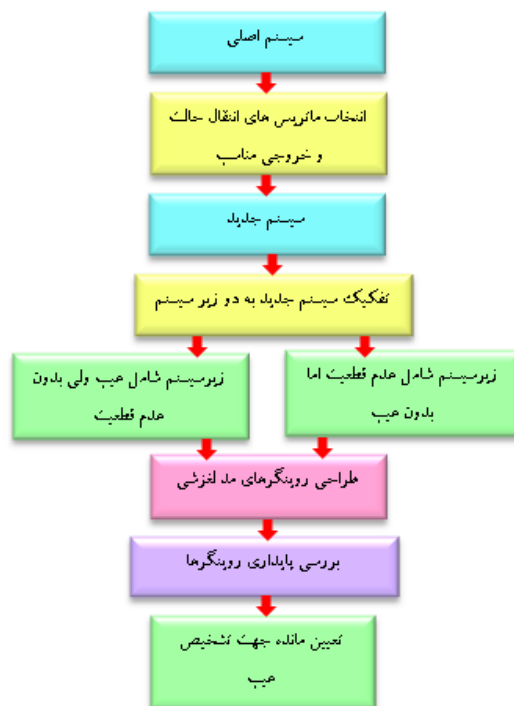 سیستم اصلی
انتخاب ماتریس های انتقال حالت
و خروجی مناسب
سیستم جدید
تفکیک سیستم جدید به دو زیر سیستم
زیرسیستم شامل عدم قطعیت اما
بدون عیب
زیرسیستم شامل عیب ولی بدون
عدم قطعیت
طراحی رویتگرهای مد لغزشی
بررسی پایداری رویتگرها
تعیین مانده جهت تشخیص
عیب